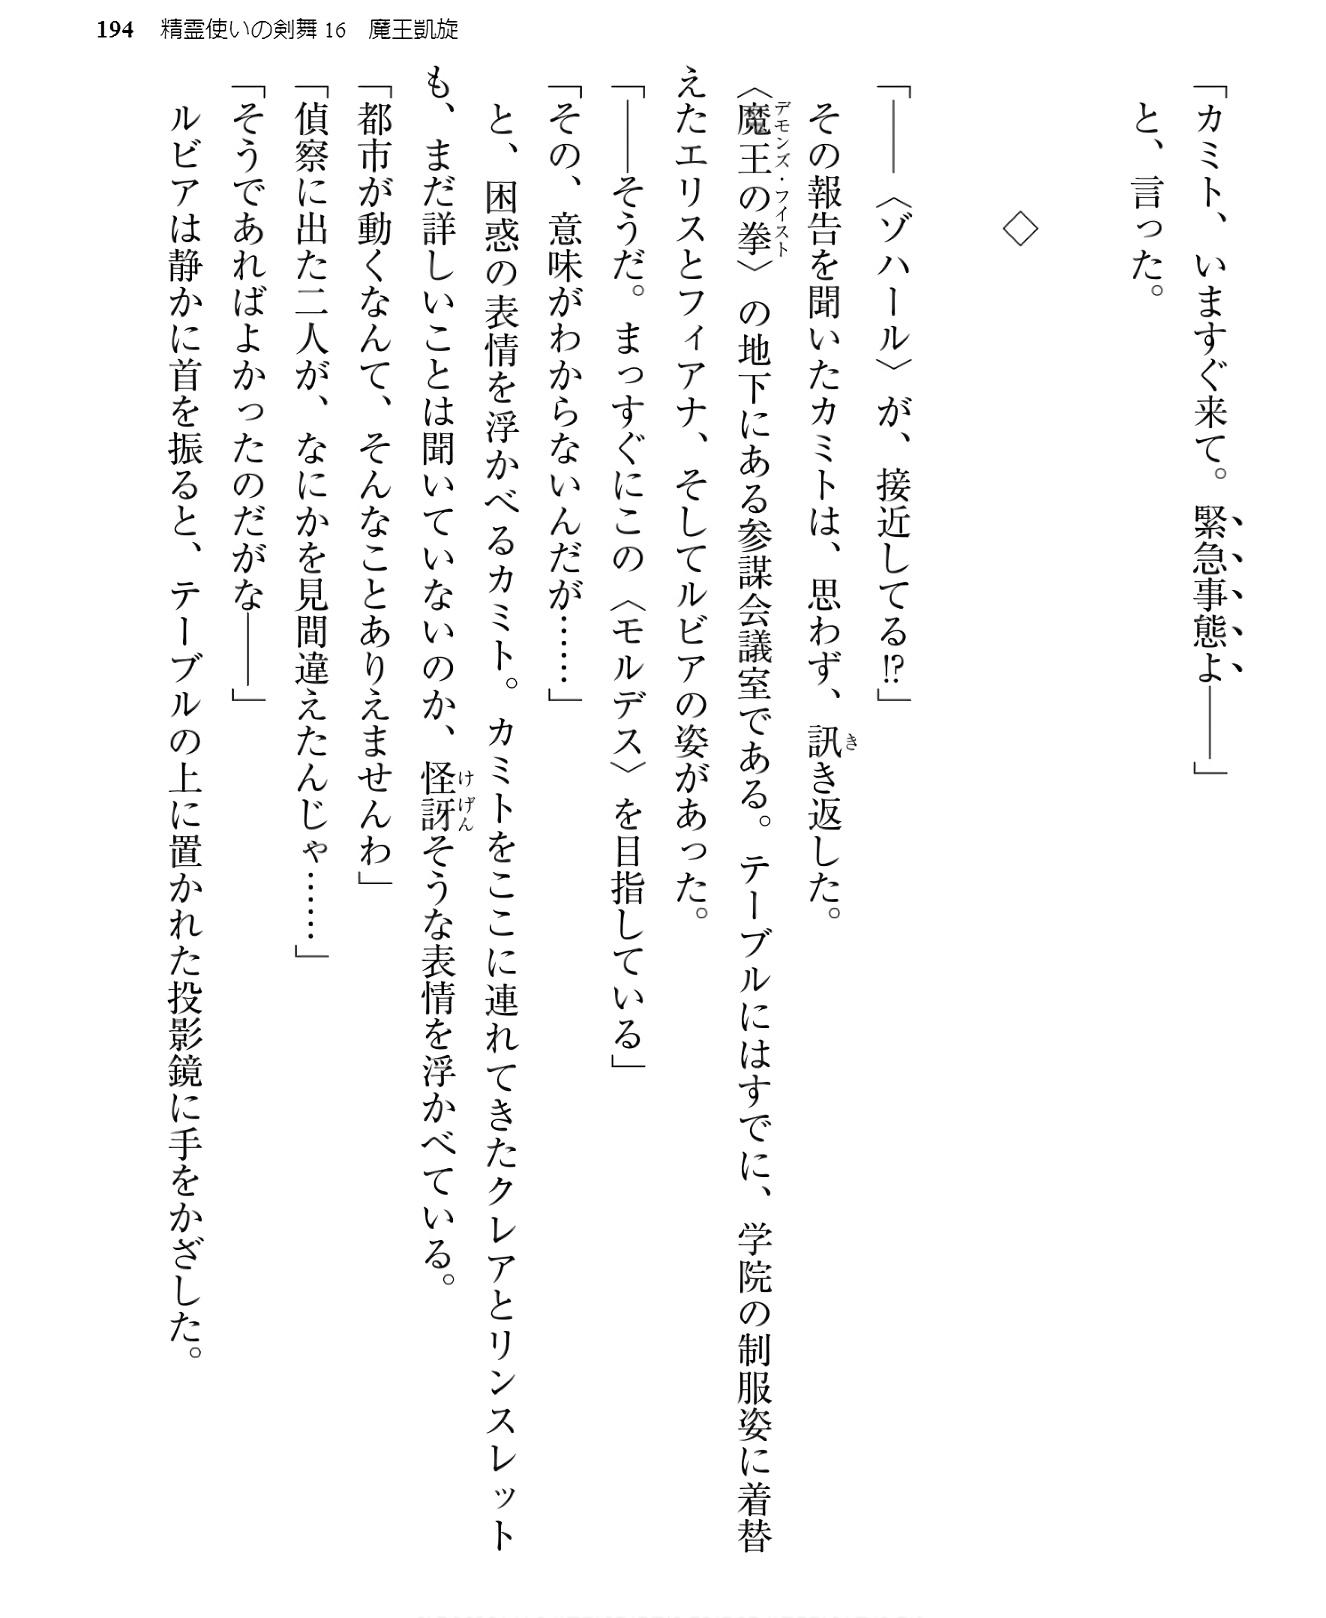 194 精霊使いの剣舞16 魔王凱旋
「カミト、いますぐ来て。緊急事態よ――」
と、言った。
◇
「――〈ゾハール〉が、接近してる!?」
その報告を聞いたカミトは、思わず、訊き返した。
き
〈魔王の拳〉の地下にある参謀会議室である。テーブルにはすでに、学院の制服姿に着替
デモンズ・フイスト
えたエリスとフィアナ、そしてルビアの姿があった。
「――そうだ。まっすぐにこの〈モルデス〉を目指している」
「その、意味がわからないんだが……」
と、困惑の表情を浮かべるカミト。カミトをここに連れてきたクレアとリンスレット
も、まだ詳しいことは聞いていないのか、怪訝そうな表情を浮かべている。
けげん
「都市が動くなんて、そんなことありえませんわ」
「偵察に出た二人が、なにかを見間違えたんじゃ……」
「そうであればよかったのだがな――」
ルビアは静かに首を振ると、テーブルの上に置かれた投影鏡に手をかざした。